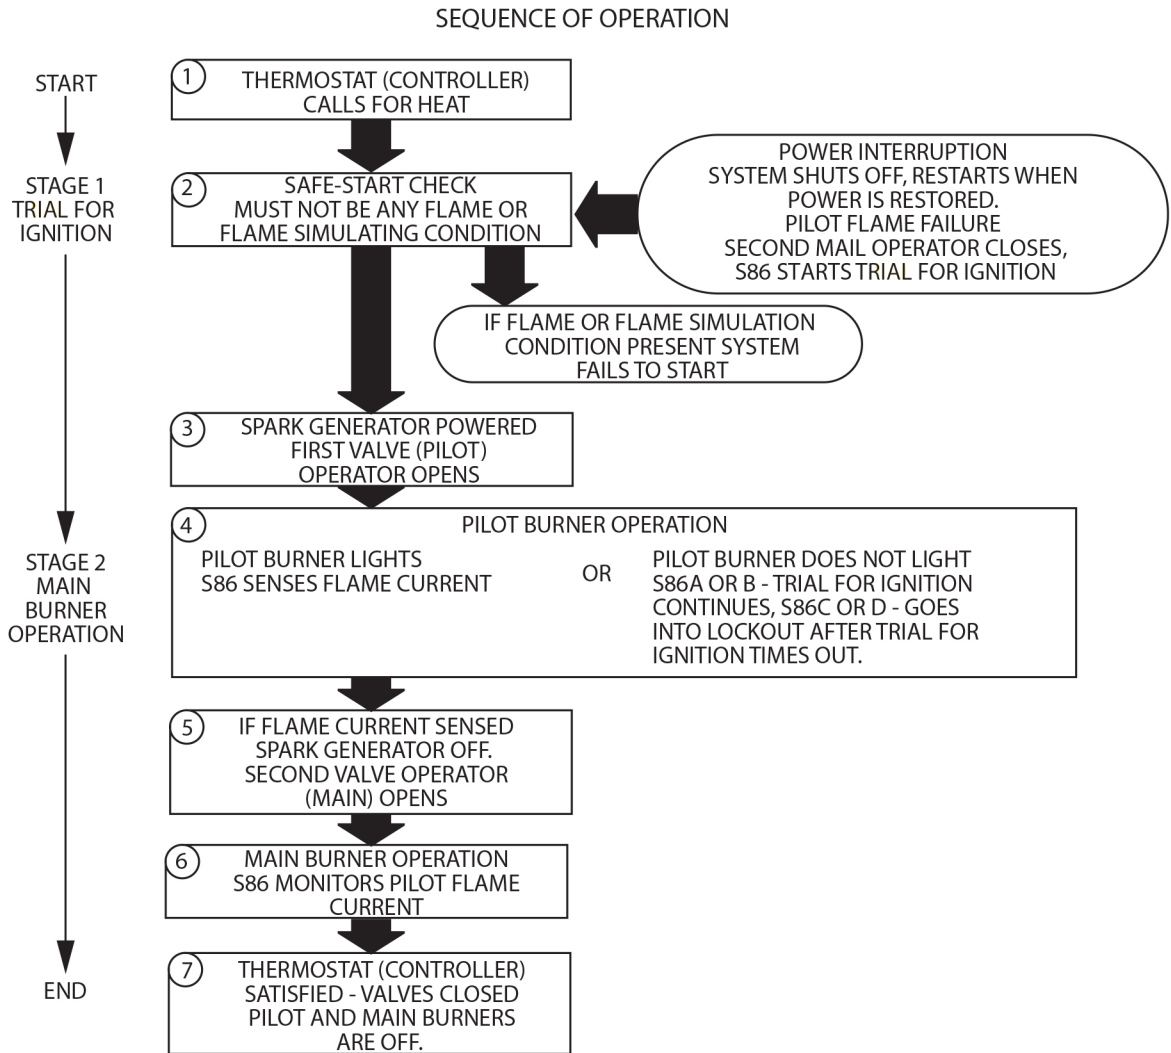 SEQUENCE OF OPERATION
START
STAGE 1
TRIAL FOR
IGNITION
STAGE 2
MAIN
BURNER
OPERATION
END
1
THERMOSTAT (CONTROLLER)
CALLS FOR HEAT
2
SAFE-START CHECK
MUST NOT BE ANY FLAME OR
FLAME SIMULATING CONDITION
POWER INTERRUPTION
SYSTEM SHUTS OFF, RESTARTS WHEN
POWER IS RESTORED.
PILOT FLAME FAILURE
SECOND MAIL OPERATOR CLOSES,
S86 STARTS TRIAL FOR IGNITION
IF FLAME OR FLAME SIMULATION
CONDITION PRESENT SYSTEM
FAILS TO START
3
SPARK GENERATOR POWERED
FIRST VALVE (PILOT)
OPERATOR OPENS
4
PILOT BURNER OPERATION
PILOT BURNER LIGHTS
S86 SENSES FLAME CURRENT
OR
PILOT BURNER DOES NOT LIGHT
S86A OR B - TRIAL FOR IGNITION
CONTINUES, S86C OR D - GOES
INTO LOCKOUT AFTER TRIAL FOR
IGNITION TIMES OUT.
5
IF FLAME CURRENT SENSED
SPARK GENERATOR OFF.
SECOND VALVE OPERATOR
(MAIN) OPENS
6
MAIN BURNER OPERATION
S86 MONITORS PILOT FLAME
CURRENT
7
THERMOSTAT (CONTROLLER)
SATISFIED - VALVES CLOSED
PILOT AND MAIN BURNERS
ARE OFF.